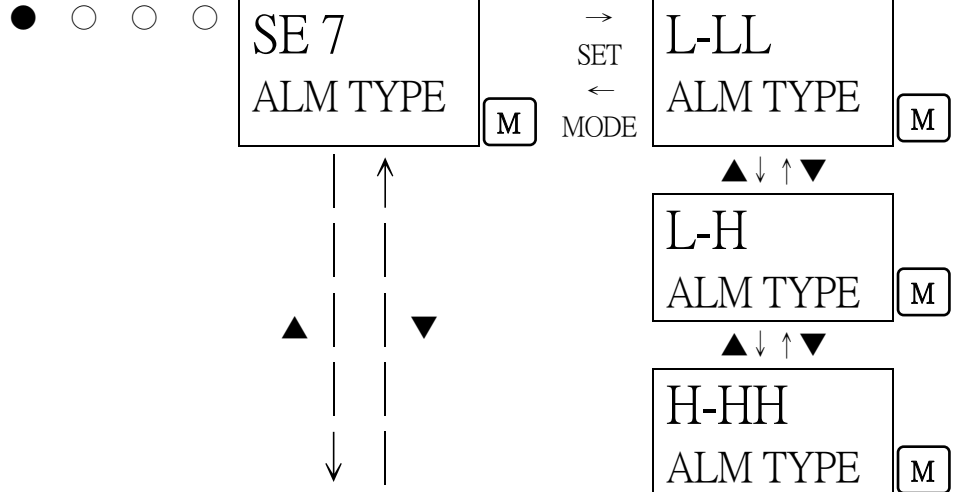 SE 7
ALM TYPE
M
→
SET
←
MODE
L-LL
ALM TYPE
M
▲↓ ↑▼
L-H
ALM TYPE
M
▲ ▼
▲↓ ↑▼
H-HH
ALM TYPE
M